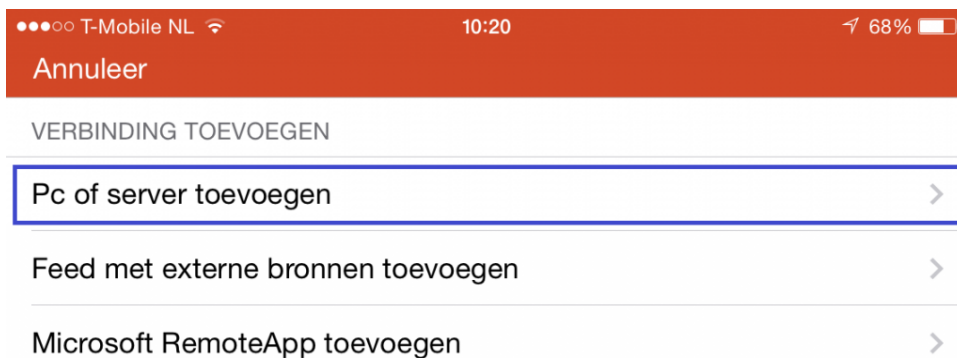 T-Mobile NL 10:20 68%
Annuleer
VERBINDING TOEVOEGEN
Pc of server toevoegen
Feed met externe bronnen toevoegen
Microsoft RemoteApp toevoegen